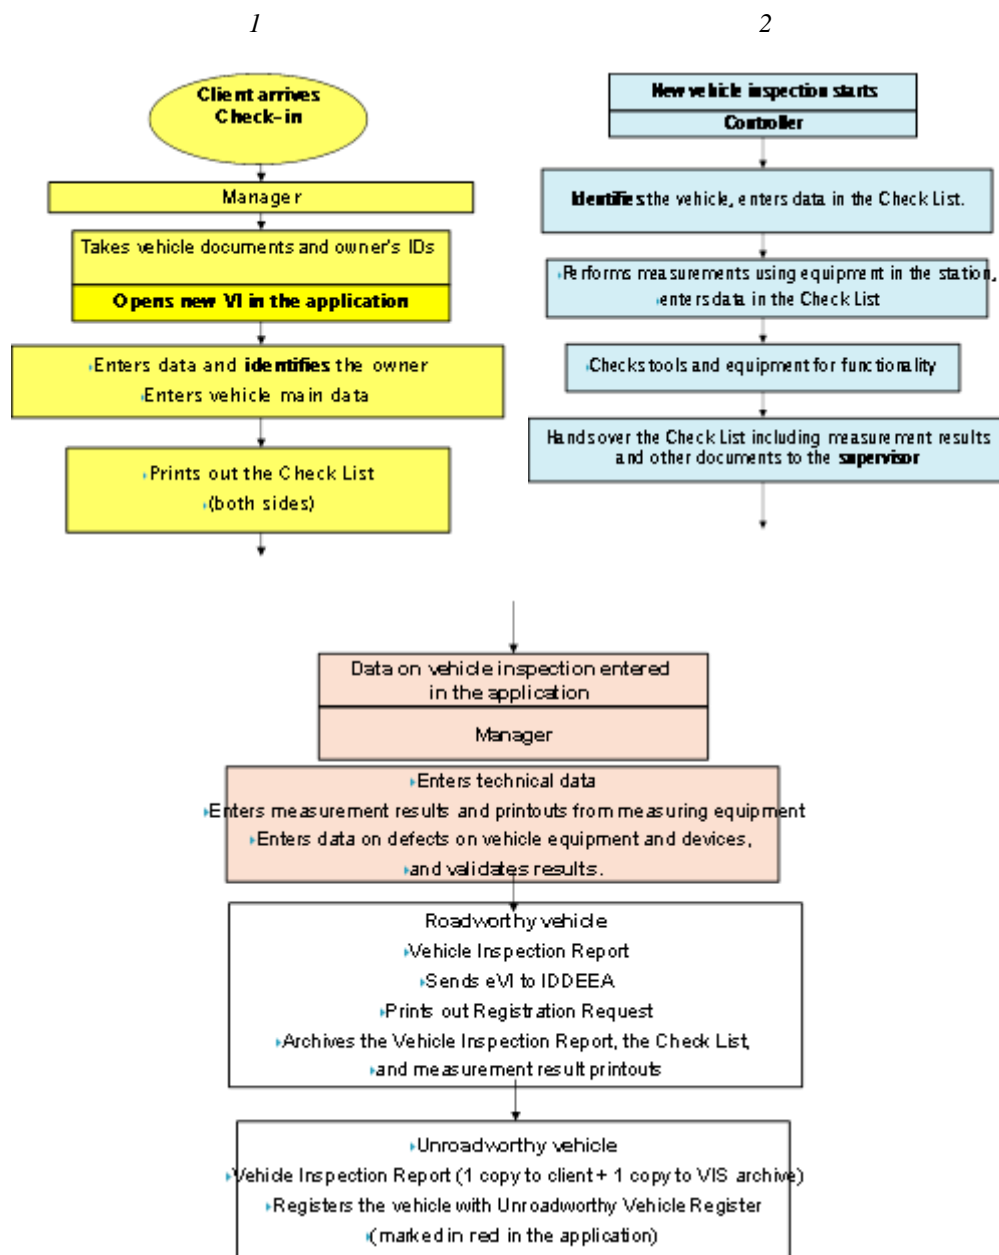 1
Client arrives
Check-in
Manager
Takes vehicle documents and owner's IDs
Opens new VI in the application
Enters data and identifies the owner
Enters vehicle main data
Prints out the Check List
(both sides)
2
New vehicle inspection starts
Controller
Identifies the vehicle, enters data in the Check List.
Performs measurements using equipment in the station,
enters data in the Check List
Checks tools and equipment for functionality
Hands over the Check List including measurement results
and other documents to the supervisor
Data on vehicle inspection entered
in the application
Manager
Enters technical data
Enters measurement results and printouts from measuring equipment
Enters data on defects on vehicle equipment and devices,
and validates results.
Roadworthy vehicle
Vehicle Inspection Report
Sends eVI to IDDEEA
Prints out Registration Request
Archives the Vehicle Inspection Report, the Check List,
and measurement result printouts
Unroadworthy vehicle
Vehicle Inspection Report (1 copy to client + 1 copy to VIS archive)
Registers the vehicle with Unroadworthy Vehicle Register
(marked in red in the application)